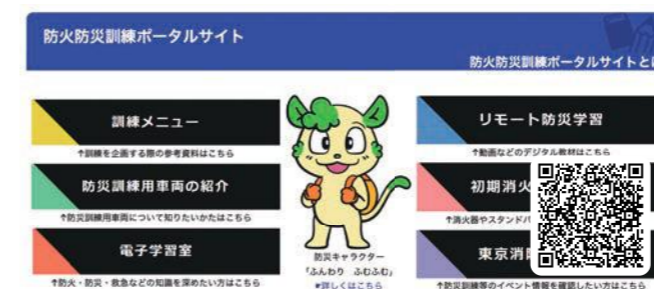 防火防災訓練ポータルサイト
防火防災訓練ポータルサイトと
訓練メニュー
↑訓練を企画する際の参考資料はこちら
防災訓練用車両の紹介
↑防災訓練用車両について知りたいかたはこちら
電子学習室
↑防火・防災・救急などの知識を深めたい方はこちら
防災キャラクター
「ふんわり ふむふむ」
※詳しくはこちら
リモート防災学習
↑動画などのデジタル教材はこちら
初期消火
↑消火器やスタンドパ
東京消
↑防災訓練等のイベント情報を確認したい方はこちら